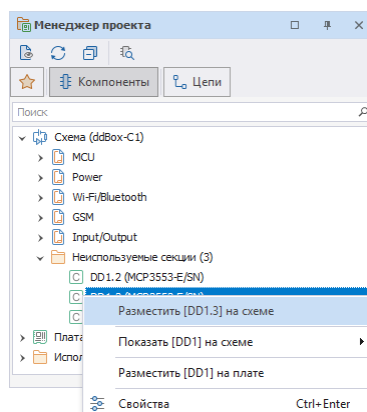 Менеджер проекта
Компоненты
Цепи
Поиск
Схема (ddBox-C1)
MCU
Power
Wi-Fi/Bluetooth
GSM
Input/Output
Неиспользуемые секции (3)
C DD1.2 (MCP3553-E/SN)
C
Разместить [DD1.3] на схеме
C
Показать [DD1] на схеме
Разместить [DD1] на плате
Свойства Ctrl+Enter